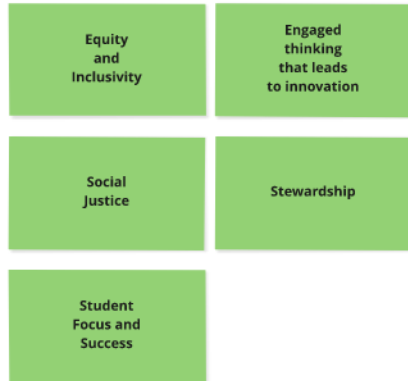 Equity
and
Inclusivity
Engaged
thinking
that leads
to innovation
Social
Justice
Stewardship
Student
Focus and
Success